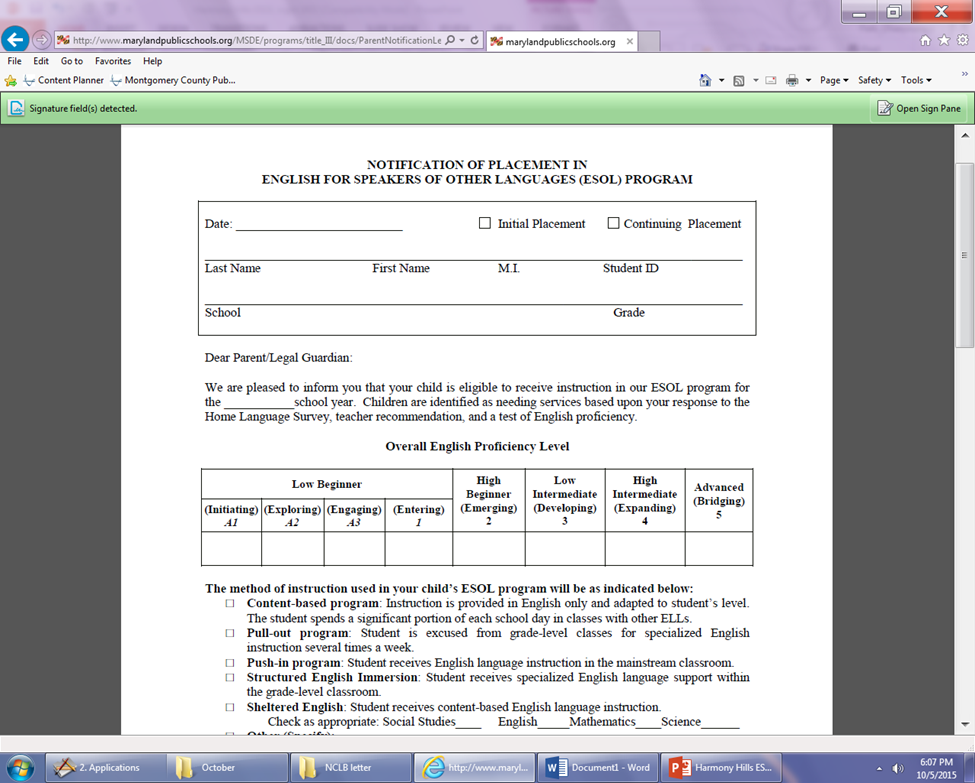 http://www.marylandpublicschools.org/MSDE/programs/title_III/docs/ParentNotificationLe
marylandpublicschools.org
File Edit Go to Favorites Help
Content Planner Montgomery County Pub...
Page Safety Tools
Signature field(s) detected.
Open Sign Pane
NOTIFICATION OF PLACEMENT IN
ENGLISH FOR SPEAKERS OF OTHER LANGUAGES (ESOL) PROGRAM
Date: ____________ ☐ Initial Placement ☐ Continuing Placement
Last Name First Name M.I. Student ID
School Grade
Dear Parent/Legal Guardian:
We are pleased to inform you that your child is eligible to receive instruction in our ESOL program for
the ___________school year. Children are identified as needing services based upon your response to the
Home Language Survey, teacher recommendation, and a test of English proficiency.
Overall English Proficiency Level
Low Beginner
(Initiating) A1
(Exploring) A2
(Engaging) A3
(Entering) 1
High Beginner (Emerging) 2
Low Intermediate (Developing) 3
High Intermediate (Expanding) 4
Advanced (Bridging) 5
The method of instruction used in your child's ESOL program will be as indicated below:
☐ Content-based program: Instruction is provided in English only and adapted to student's level.
The student spends a significant portion of each school day in classes with other ELLs.
☐ Pull-out program: Student is excused from grade-level classes for specialized English
instruction several times a week.
☐ Push-in program: Student receives English language instruction in the mainstream classroom.
☐ Structured English Immersion: Student receives specialized English language support within
the grade-level classroom.
☐ Sheltered English: Student receives content-based English language instruction.
Check as appropriate: Social Studies____ English_____Mathematics____Science______
☐ Other (Specify):
2. Applications
October
NCLB letter
http://www.maryl...
Document1 - Word
Harmony Hills ES...
6:07 PM
10/5/2015